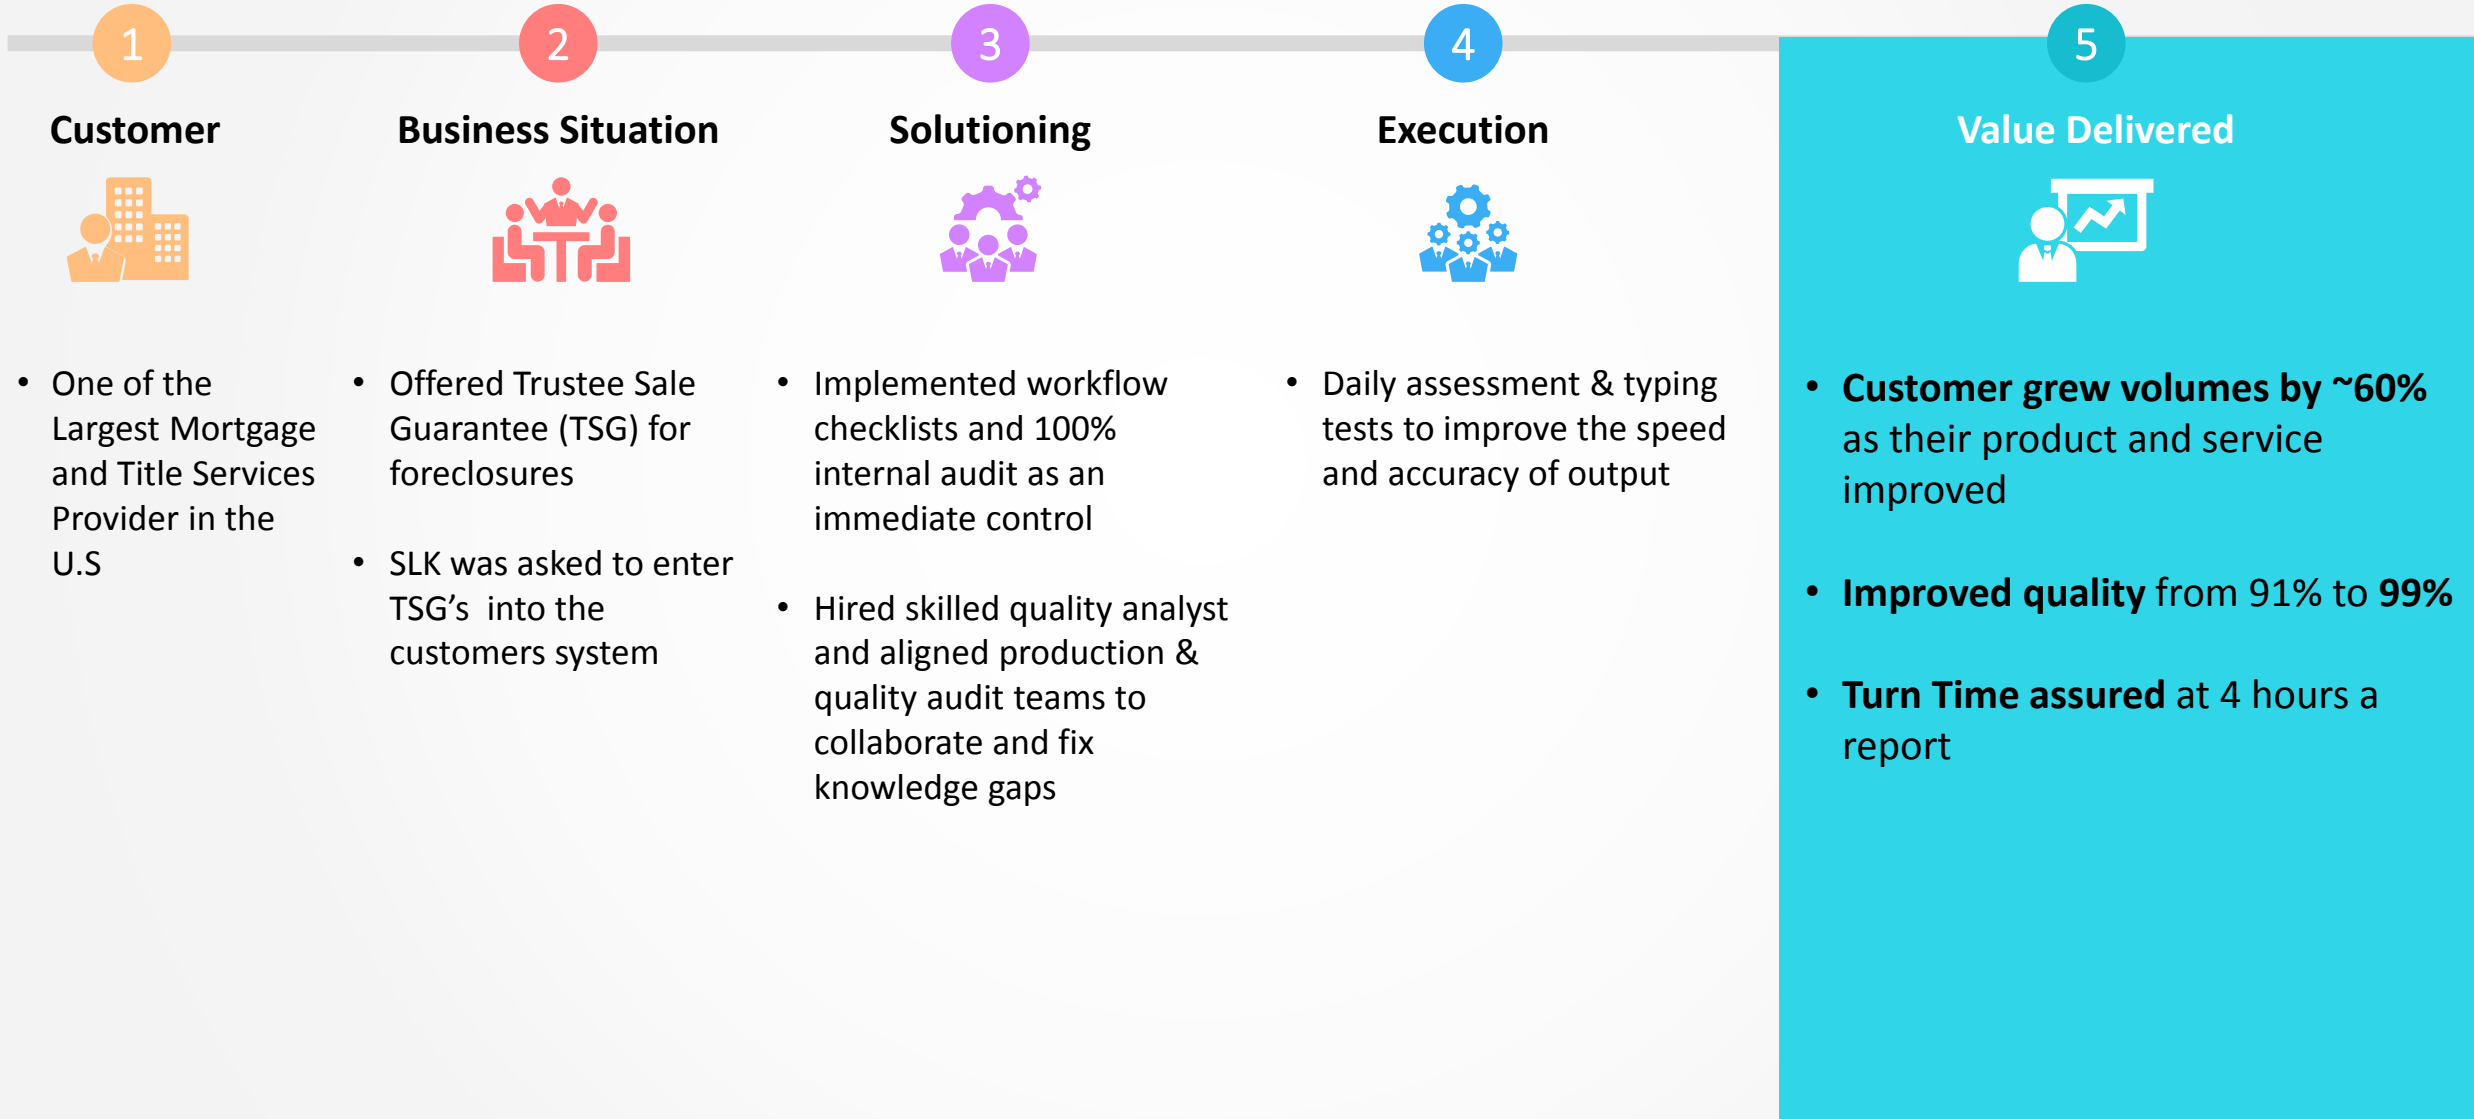 1
Customer
• One of the
Largest Mortgage
and Title Services
Provider in the
U.S
2
Business Situation
• Offered Trustee Sale
Guarantee (TSG) for
foreclosures
• SLK was asked to enter
TSG’s  into the
customers system
3
Solutioning
• Implemented workflow
checklists and 100%
internal audit as an
immediate control
• Hired skilled quality analyst
and aligned production &
quality audit teams to
collaborate and fix
knowledge gaps
4
Execution
• Daily assessment & typing
tests to improve the speed
and accuracy of output
5
Value Delivered
• Customer grew volumes by ~60%
as their product and service
improved
• Improved quality from 91% to 99%
• Turn Time assured at 4 hours a
report